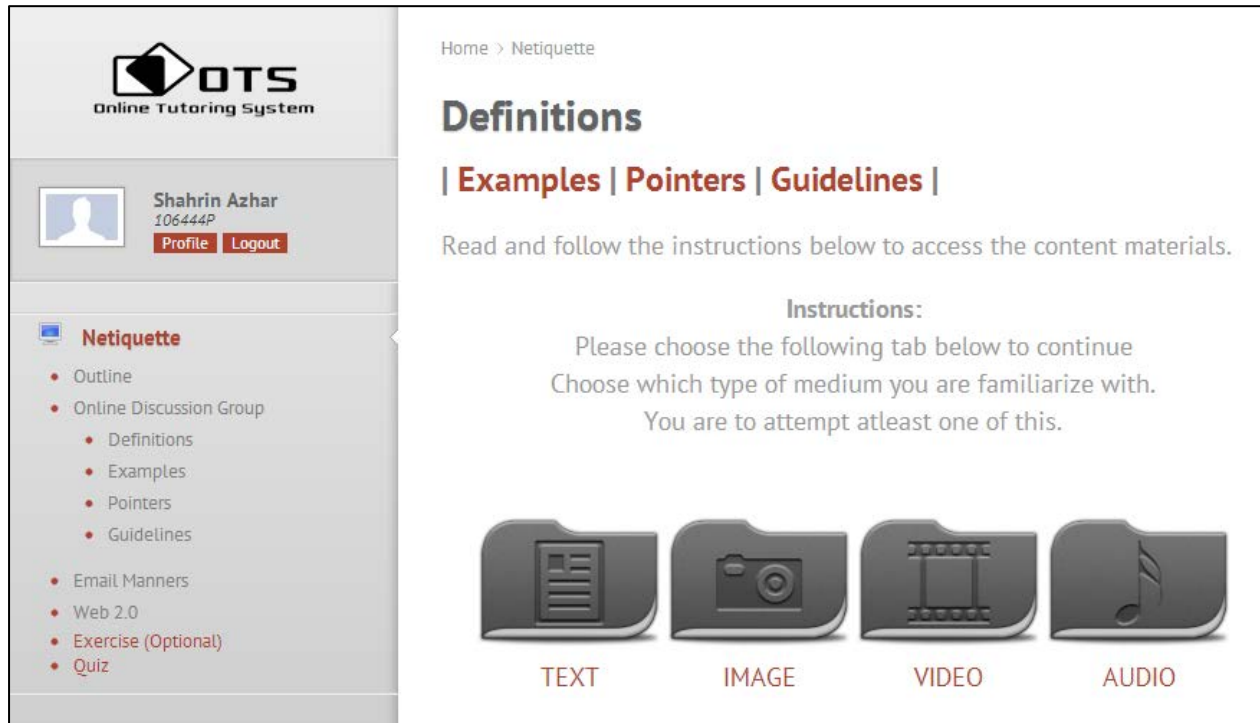 OTS
Online Tutoring System
Shahrin Azhar
106444P
Profile Logout
Netiquette
Outline
Online Discussion Group
Definitions
Examples
Pointers
Guidelines
Email Manners
Web 2.0
Exercise (Optional)
Quiz
Home > Netiquette
Definitions
| Examples | Pointers | Guidelines |
Read and follow the instructions below to access the content materials.
Instructions:
Please choose the following tab below to continue
Choose which type of medium you are familiarize with.
You are to attempt atleast one of this.
TEXT IMAGE VIDEO AUDIO